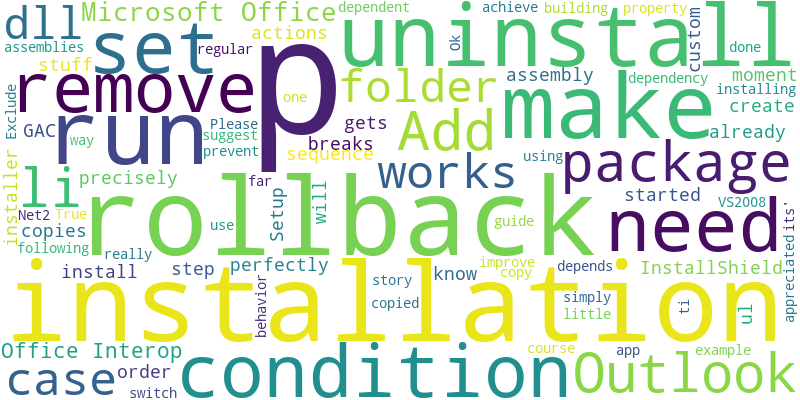 dll
Microsoft Office
dependent
achieve
building
property
assemblies
set
regular
actions
uninstall
Ok
custom
done
stuff
remove
p
folder
assembly
dependency
moment
installing
Exclude
one
make
create
GAC
run
way
Please
suggest
prevent
gets
breaks
sequence
Add
already
installer
li
precisely
far
works
using
package
Net2
True
copies
following
use
rollback
Setup
will
started
VS2008
guide
need
its'
appreciated
really
install
step
perfectly
know
story
copied
improve
copy
depends
InstallShield
behavior
installation
simply
little
ti
ul
Office Interop
order
case
switch
condition
course
app
example
Outlook